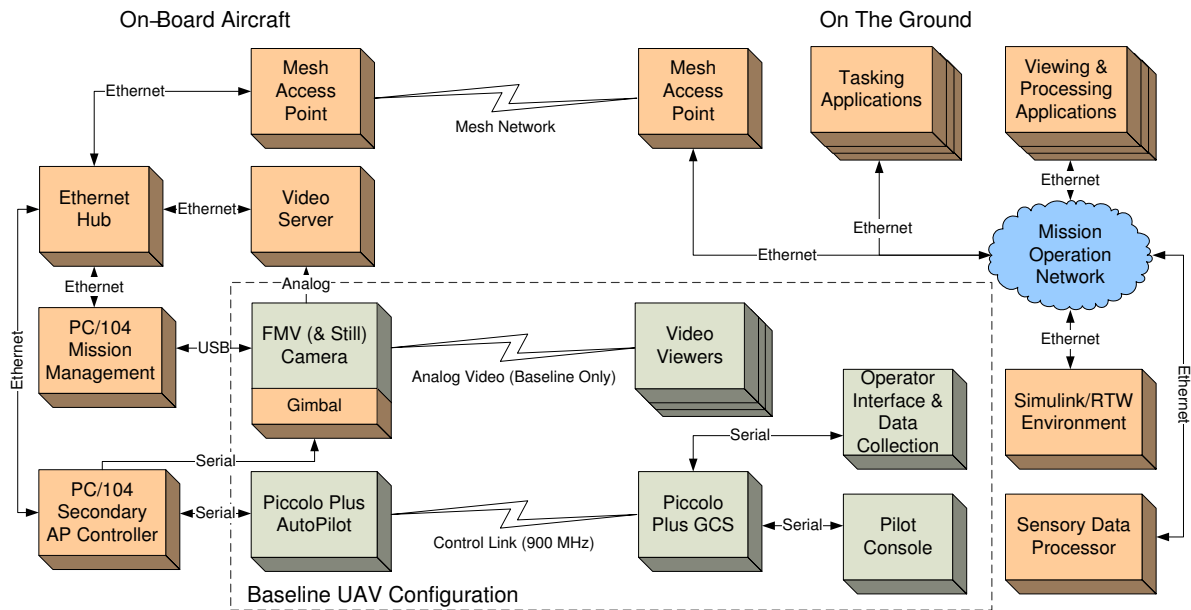 On-Board Aircraft
On The Ground
Mesh
Access
Point
Ethernet
Mesh Network
Mesh
Access
Point
Tasking
Applications
Viewing &
Processing
Applications
Ethernet
Hub
Ethernet
Video
Server
Ethernet
Ethernet
Ethernet
Mission
Operation
Network
Ethernet
Analog
Ethernet
PC/104
Mission
Management
USB
FMV (& Still)
Camera
Gimbal
Analog Video (Baseline Only)
Video
Viewers
Operator
Interface &
Data
Collection
Ethernet
Simulink/RTW
Environment
Ethernet
Serial
Serial
PC/104
Secondary
AP Controller
Serial
Piccolo Plus
AutoPilot
Control Link (900 MHz)
Piccolo
Plus GCS
Serial
Pilot
Console
Sensory Data
Processor
Ethernet
Baseline UAV Configuration